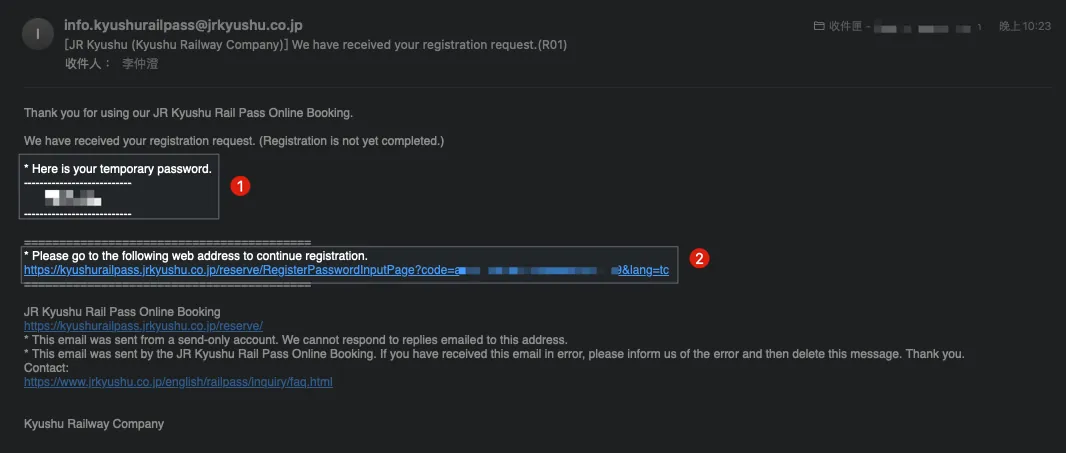 I
info.kyushurailpass@jrkyushu.co.jp
[JR Kyushu (Kyushu Railway Company)] We have received your registration request.(R01)
收件匣 -
晚上10:23
收件人： 李仲澄
Thank you for using our JR Kyushu Rail Pass Online Booking.
We have received your registration request. (Registration is not yet completed.)
* Here is your temporary password.
---------------------------
1
---------------------------
========================================
* Please go to the following web address to continue registration.
https://kyushurailpass.jrkyushu.co.jp/reserve/RegisterPasswordInputPage?code=a &lang=tc
2
========================================
JR Kyushu Rail Pass Online Booking
https://kyushurailpass.jrkyushu.co.jp/reserve/
* This email was sent from a send-only account. We cannot respond to replies emailed to this address.
* This email was sent by the JR Kyushu Rail Pass Online Booking. If you have received this email in error, please inform us of the error and then delete this message. Thank you.
Contact:
https://www.jrkyushu.co.jp/english/railpass/inquiry/faq.html
Kyushu Railway Company